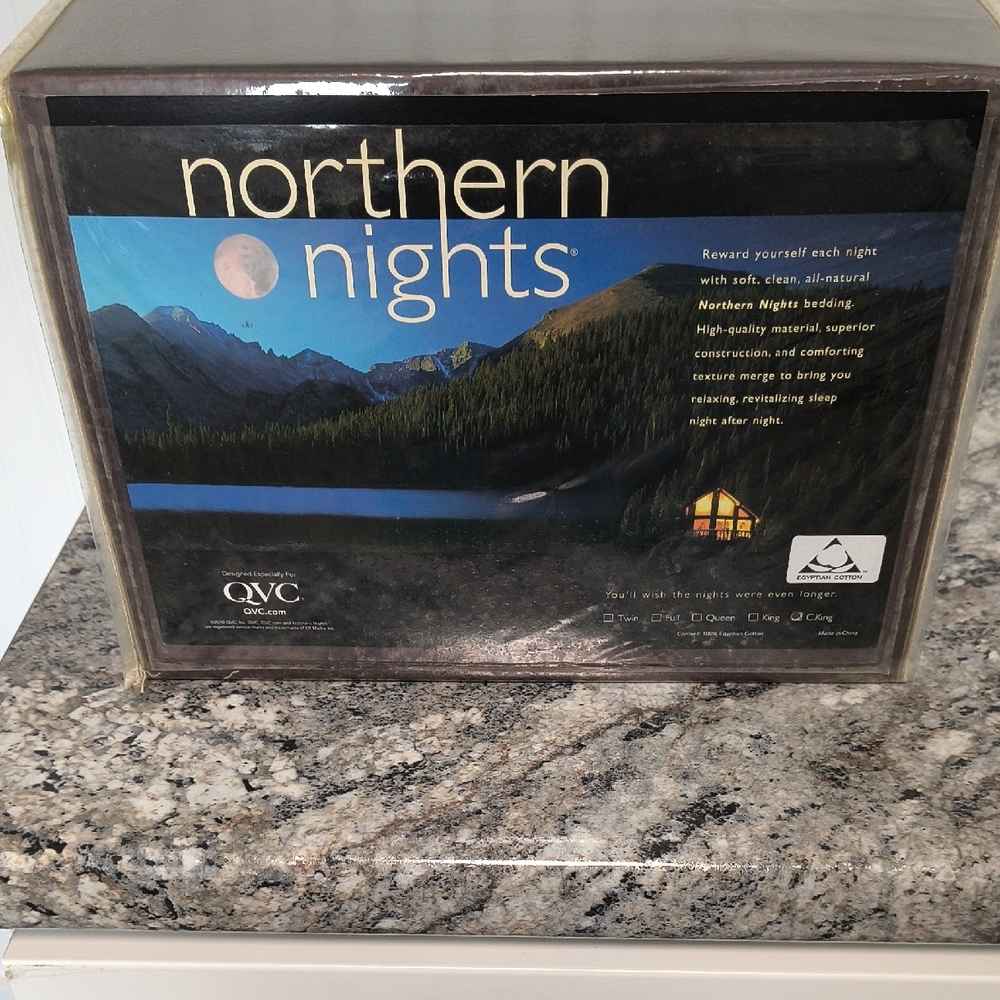 northern
nights®
Reward yourself each night
with soft, clean, all-natural
Northern Nights bedding.
High-quality material, superior
construction, and comforting
texture merge to bring you
relaxing, revitalizing sleep
night after night.
EGYPTIAN COTTON™
Designed Especially For
QVC
QVC.com
You'll wish the nights were even longer.
Twin Full Queen King C.King
Content: 100% Egyptian Cotton
Made in China